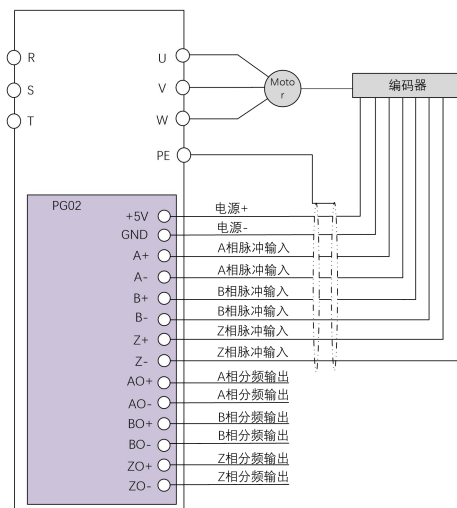 R
S
T
U
V
W
PE
Moto
r
编码器
PG02
+5V 电源+
GND 电源-
A+ A相脉冲输入
A- A相脉冲输入
B+ B相脉冲输入
B- B相脉冲输入
Z+ Z相脉冲输入
Z- Z相脉冲输入
AO+ A相分频输出
AO- A相分频输出
BO+ B相分频输出
BO- B相分频输出
ZO+ Z相分频输出
ZO- Z相分频输出